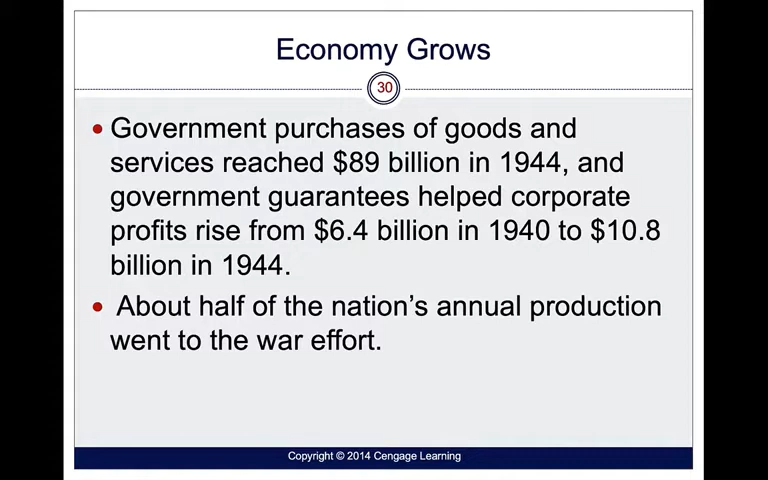 Economy Grows
30
• Government purchases of goods and
services reached $89 billion in 1944, and
government guarantees helped corporate
profits rise from $6.4 billion in 1940 to $10.8
billion in 1944.
• About half of the nation’s annual production
went to the war effort.
Copyright © 2014 Cengage Learning